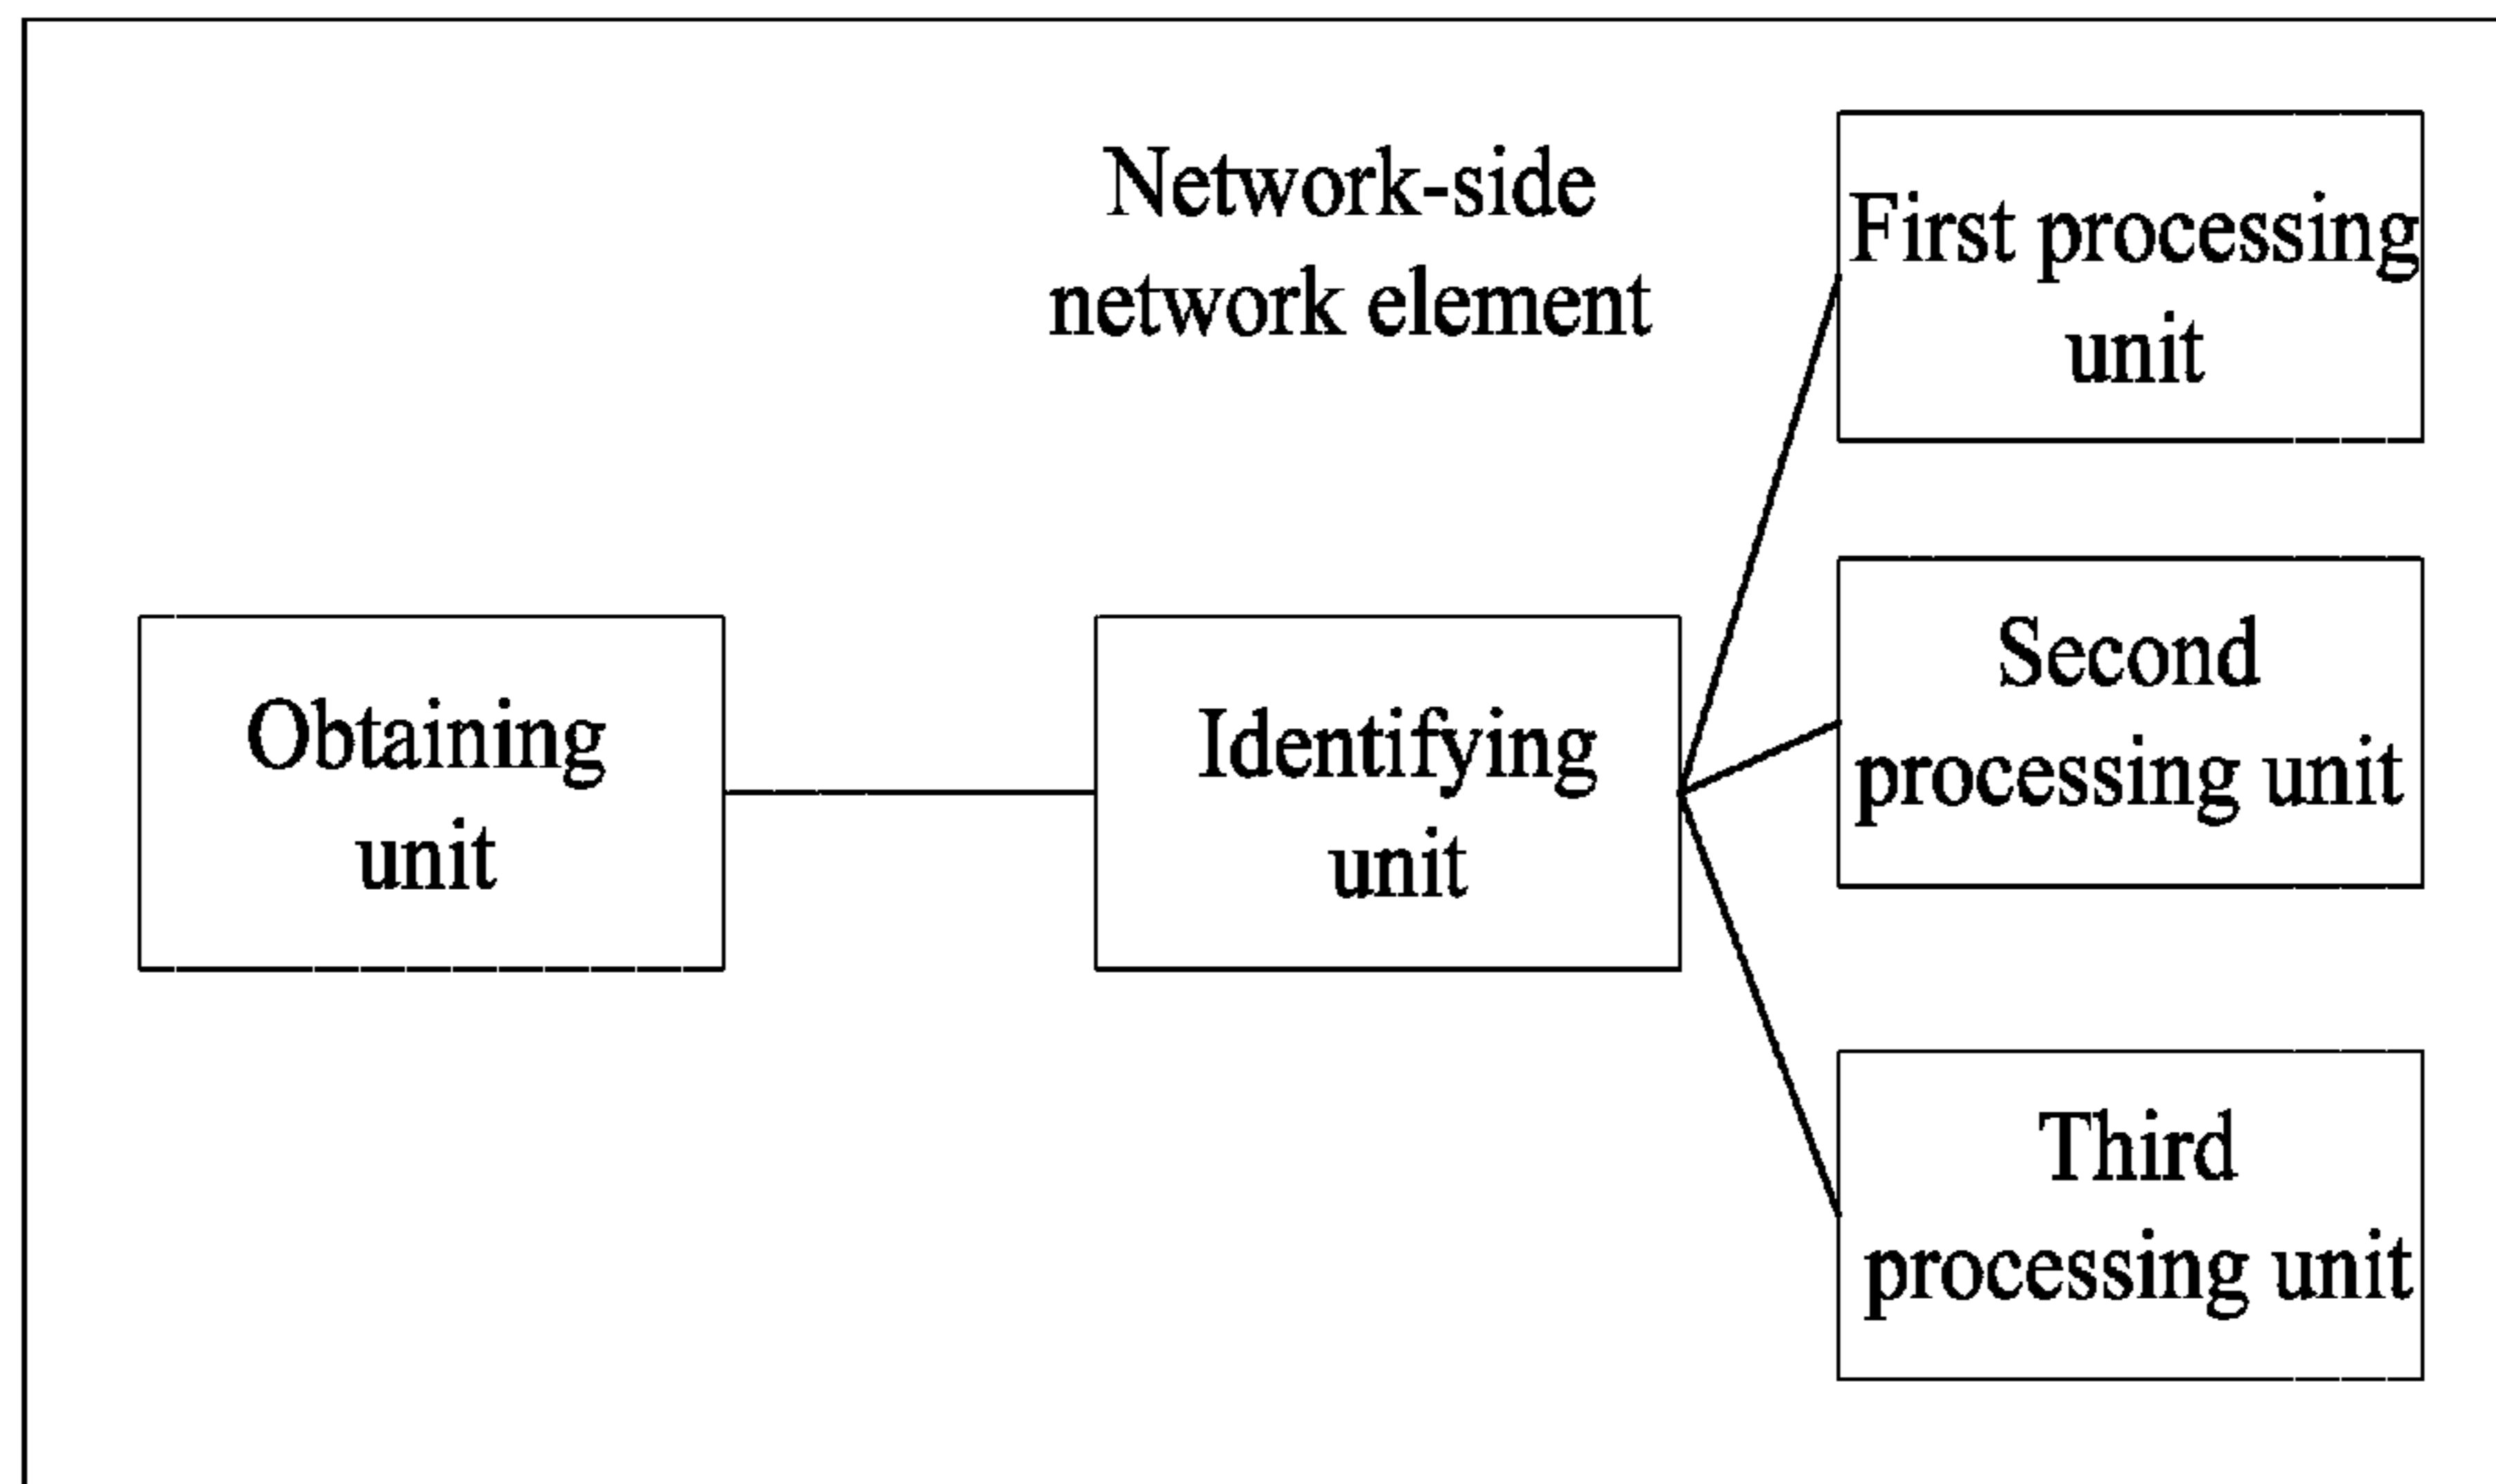 Network-side
network element
First processing
unit
Second
processing unit
Obtaining
unit
Identifying
unit
Third
processing unit